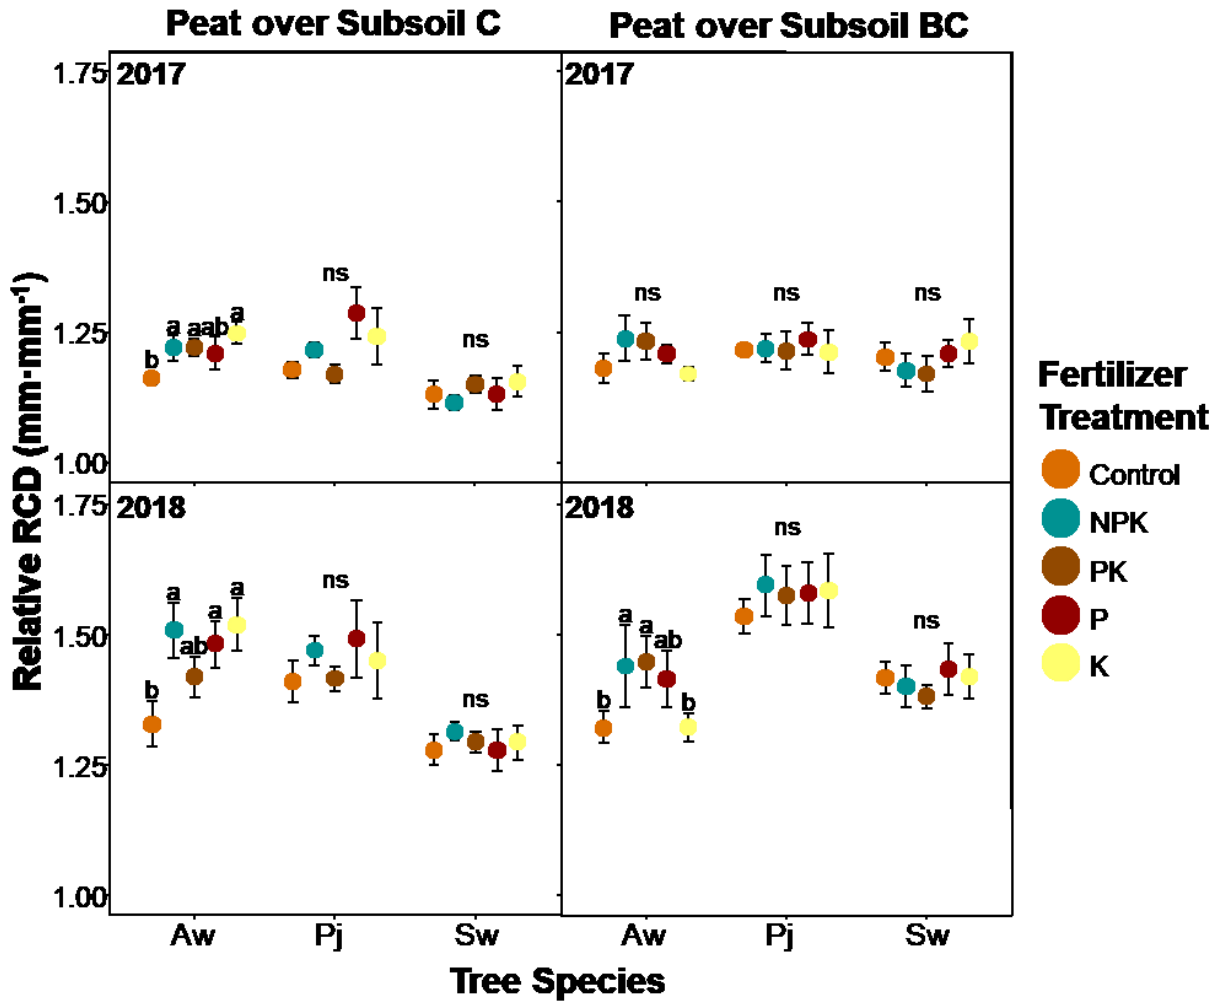 Peat over Subsoil C
Peat over Subsoil BC
Relative RCD (mm·mm-1)
1.75
2017
2017
1.50
ns
ns
ns
ns
a
a
ab
a
b
ns
1.25
1.00
1.75
2018
2018
ns
a
a
a
ns
a
a
ab
ab
ns
1.50
b
b
b
ns
1.25
1.00
Aw
Pj
Sw
Aw
Pj
Sw
Tree Species
Fertilizer
Treatment
Control
NPK
PK
P
K